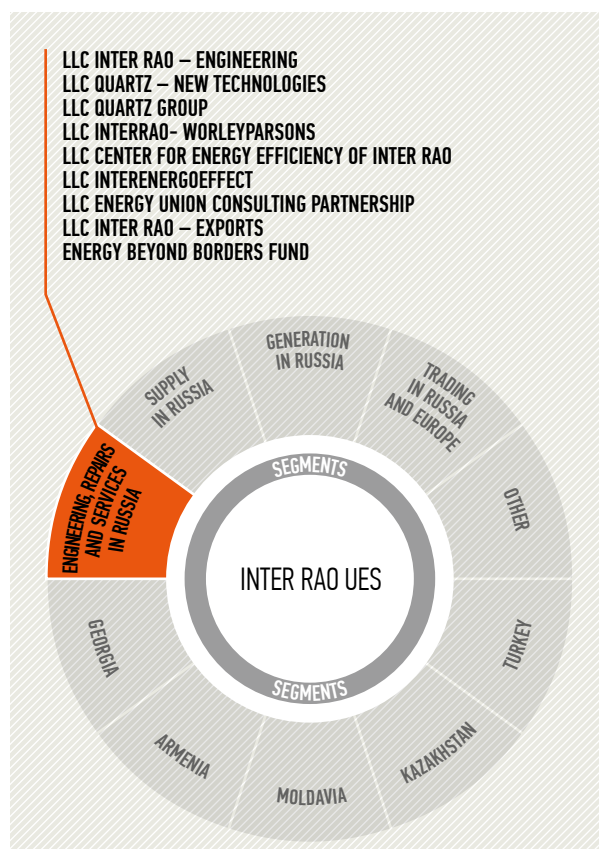 LLC INTER RAO – ENGINEERING
LLC QUARTZ – NEW TECHNOLOGIES
LLC QUARTZ GROUP
LLC INTERRAO- WORLEYPARSONS
LLC CENTER FOR ENERGY EFFICIENCY OF INTER RAO
LLC INTERENERGOEFFECT
LLC ENERGY UNION CONSULTING PARTNERSHIP
LLC INTER RAO – EXPORTS
ENERGY BEYOND BORDERS FUND
GENERATION
IN RUSSIA
SUPPLY
IN RUSSIA
TRADING
IN RUSSIA
AND EUROPE
ENGINEERING, REPAIRS
AND SERVICES
IN RUSSIA
SEGMENTS
OTHER
INTER RAO UES
GEORGIA
TURKEY
SEGMENTS
ARMENIA
KAZAKHSTAN
MOLDAVIA